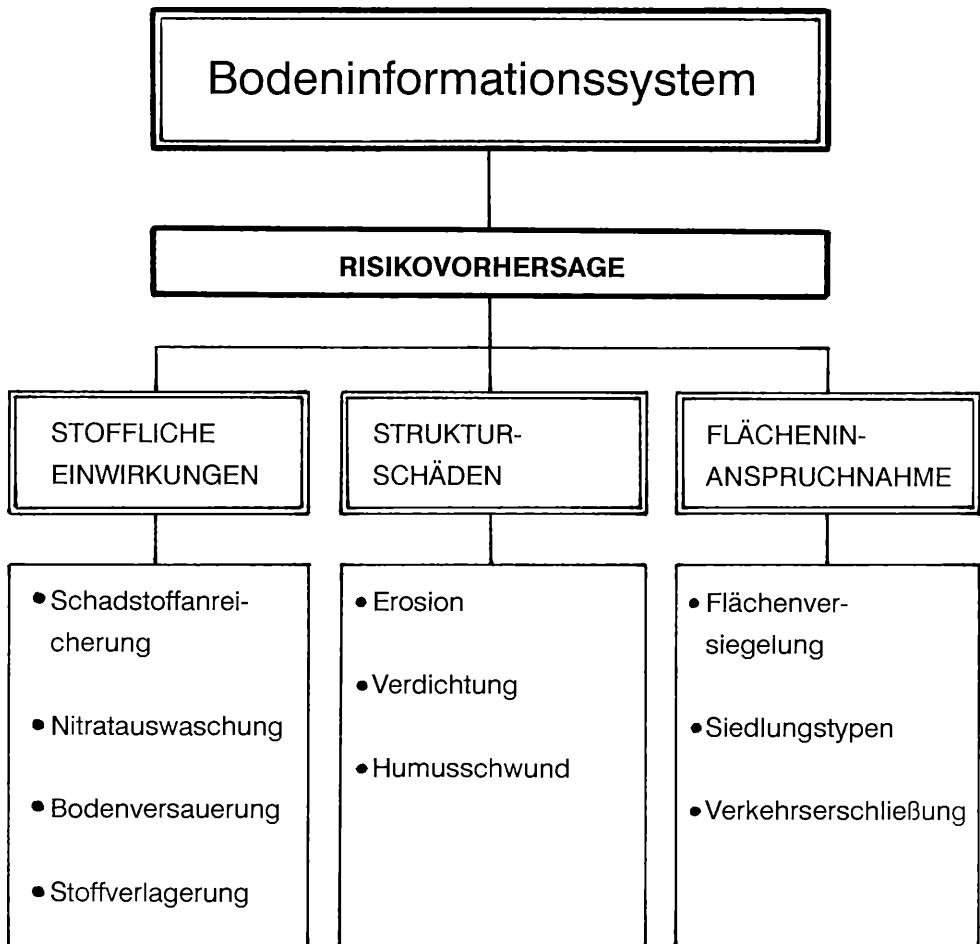 Bodeninformationssystem
RISIKOVORHERSAGE
STOFFLICHE
EINWIRKUNGEN
• Schadstoffanrei-
cherung
• Nitratauswaschung
• Bodenversauerung
• Stoffverlagerung
STRUKTUR-
SCHÄDEN
• Erosion
• Verdichtung
• Humusschwund
FLÄCHENIN-
ANSPRUCHNAHME
• Flächenver-
siegelung
• Siedlungstypen
• Verkehrserschließung